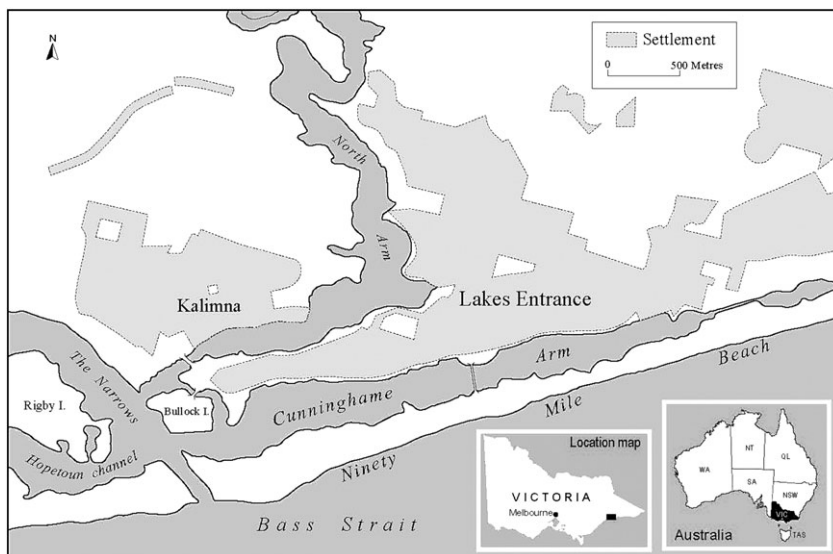 N
Settlement
0 500 Metres
North
Arm
Kalimna
Lakes Entrance
The Narrows
Rigby I.
Bullock I.
Cunninghame
Arm
Hopetoun channel
Ninety
Mile
Beach
Bass Strait
Location map
VICTORIA
Melbourne
WA
NT
QL
SA
NSW
VIC
TAS
Australia